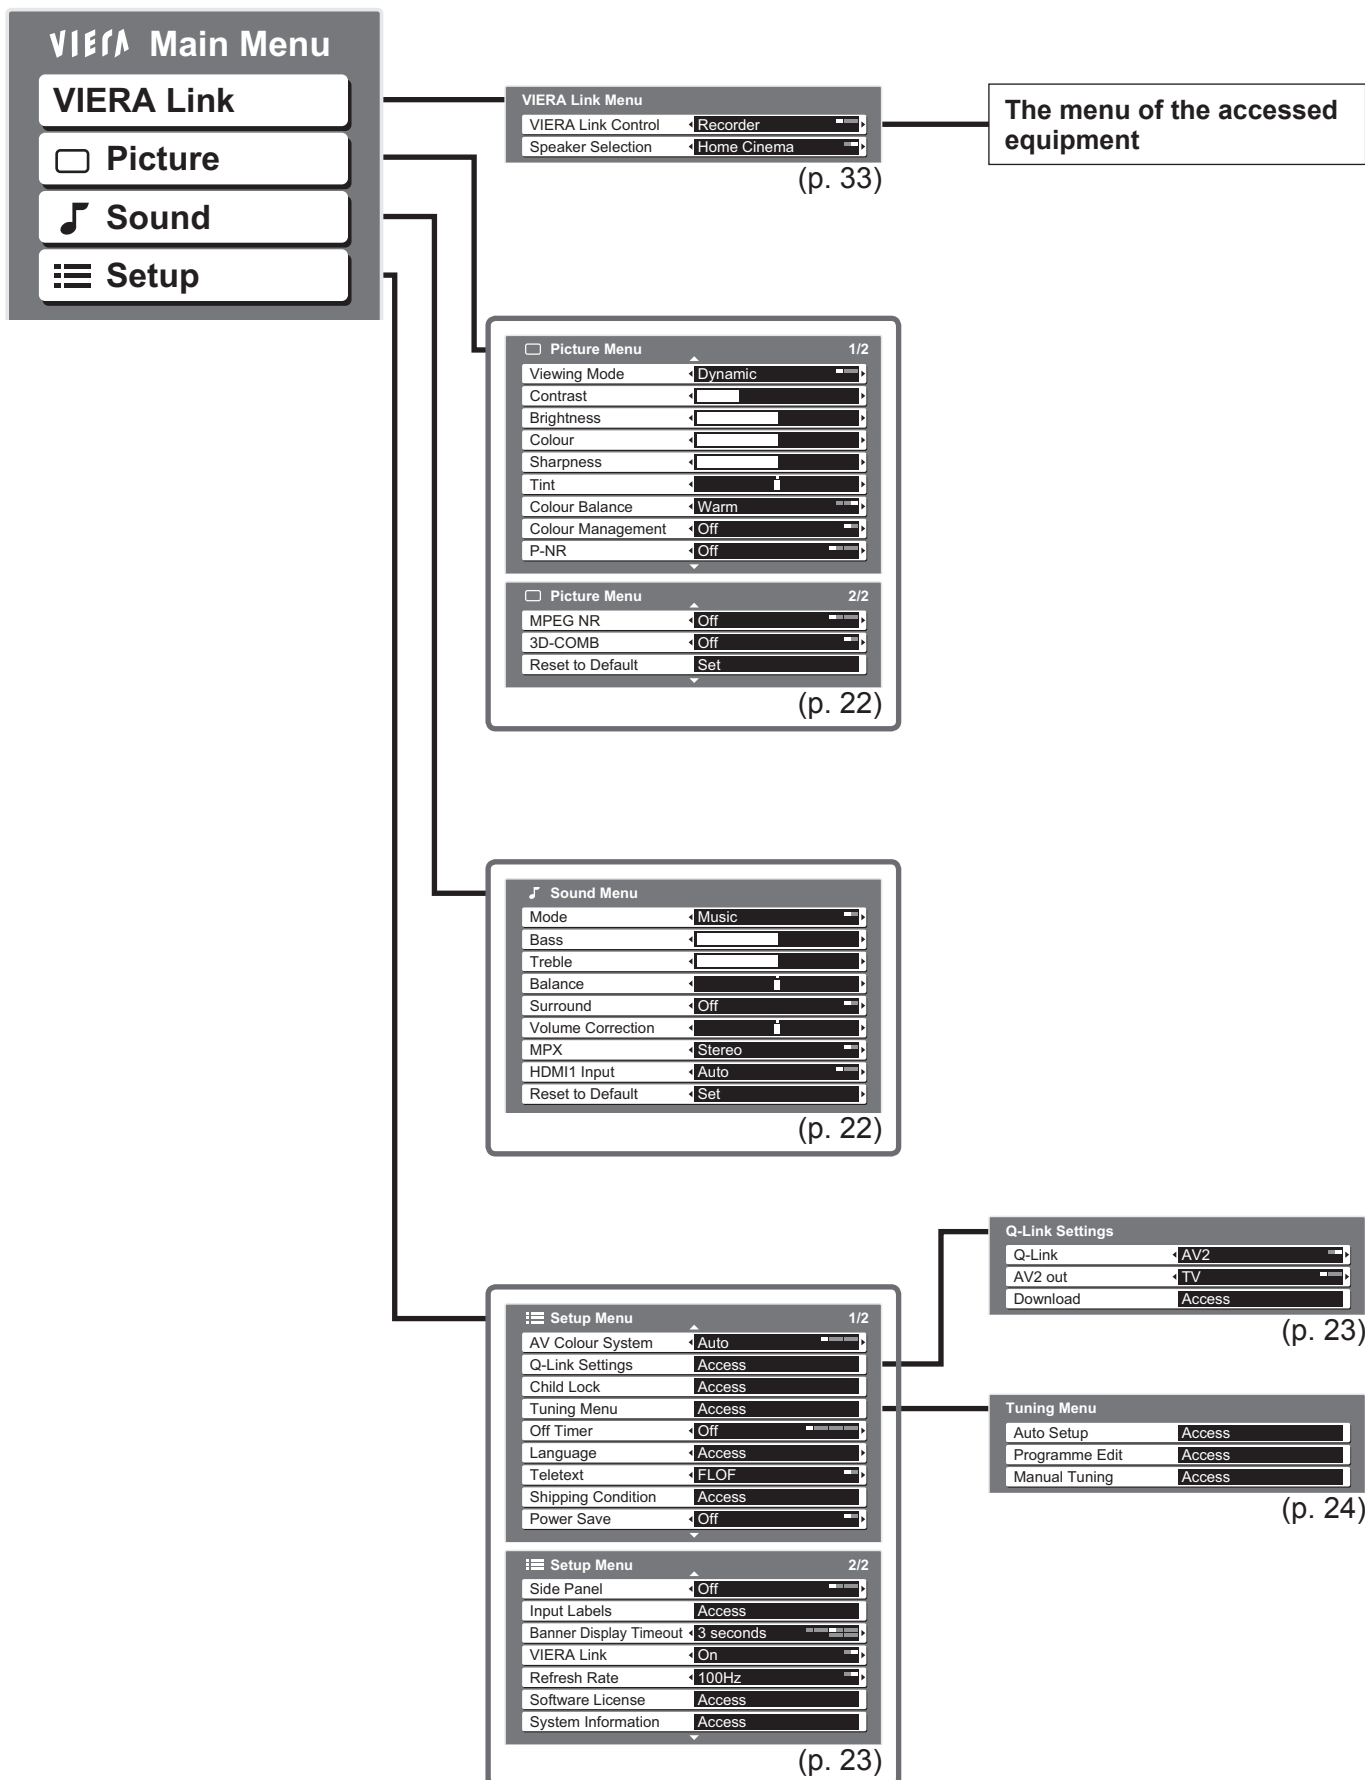 VIERA Main Menu
VIERA Link
Picture
Sound
Setup
VIERA Link Menu
VIERA Link Control Recorder
Speaker Selection Home Cinema
(p. 33)
The menu of the accessed
equipment
Picture Menu 1/2
Viewing Mode Dynamic
Contrast
Brightness
Colour
Sharpness
Tint
Colour Balance Warm
Colour Management Off
P-NR Off
Picture Menu 2/2
MPEG NR Off
3D-COMB Off
Reset to Default Set
(p. 22)
Sound Menu
Mode Music
Bass
Treble
Balance
Surround Off
Volume Correction
MPX Stereo
HDMI1 Input Auto
Reset to Default Set
(p. 22)
Setup Menu 1/2
AV Colour System Auto
Q-Link Settings Access
Child Lock Access
Tuning Menu Access
Off Timer Off
Language Access
Teletext FLOF
Shipping Condition Access
Power Save Off
Setup Menu 2/2
Side Panel Off
Input Labels Access
Banner Display Timeout 3 seconds
VIERA Link On
Refresh Rate 100Hz
Software License Access
System Information Access
(p. 23)
Q-Link Settings
Q-Link AV2
AV2 out TV
Download Access
(p. 23)
Tuning Menu
Auto Setup Access
Programme Edit Access
Manual Tuning Access
(p. 24)